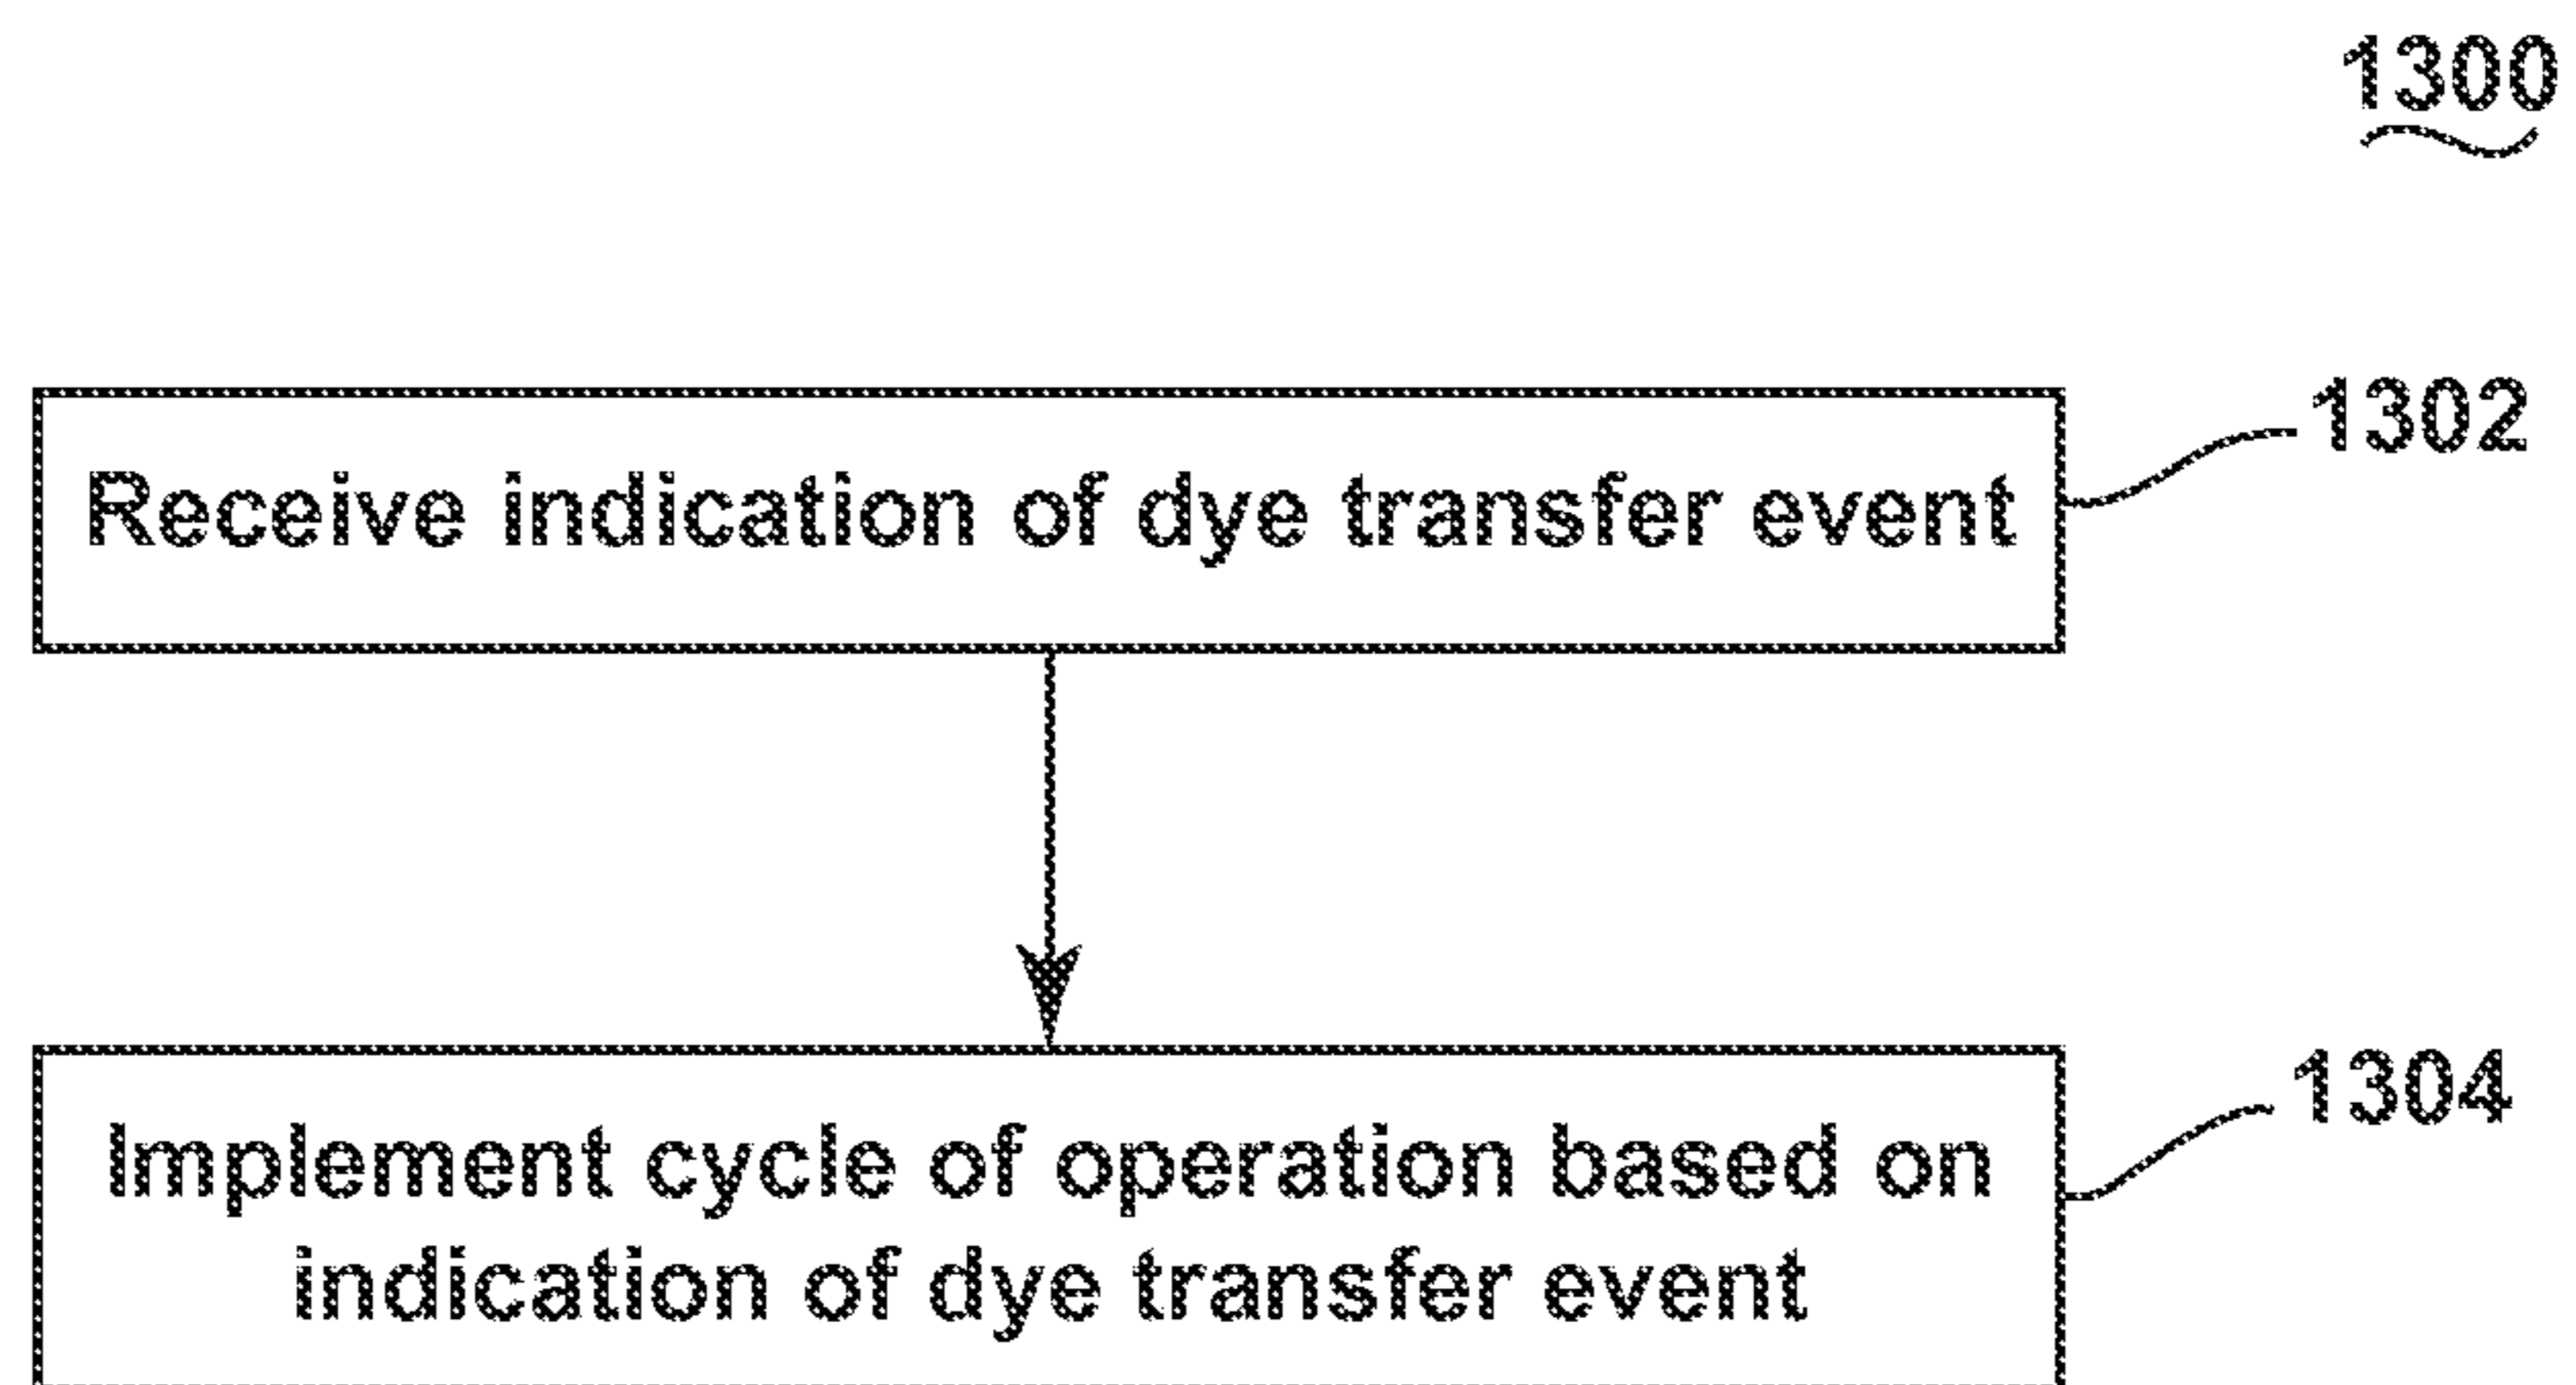 1300
Receive indication of dye transfer event
1302
Implement cycle of operation based on
indication of dye transfer event
1304